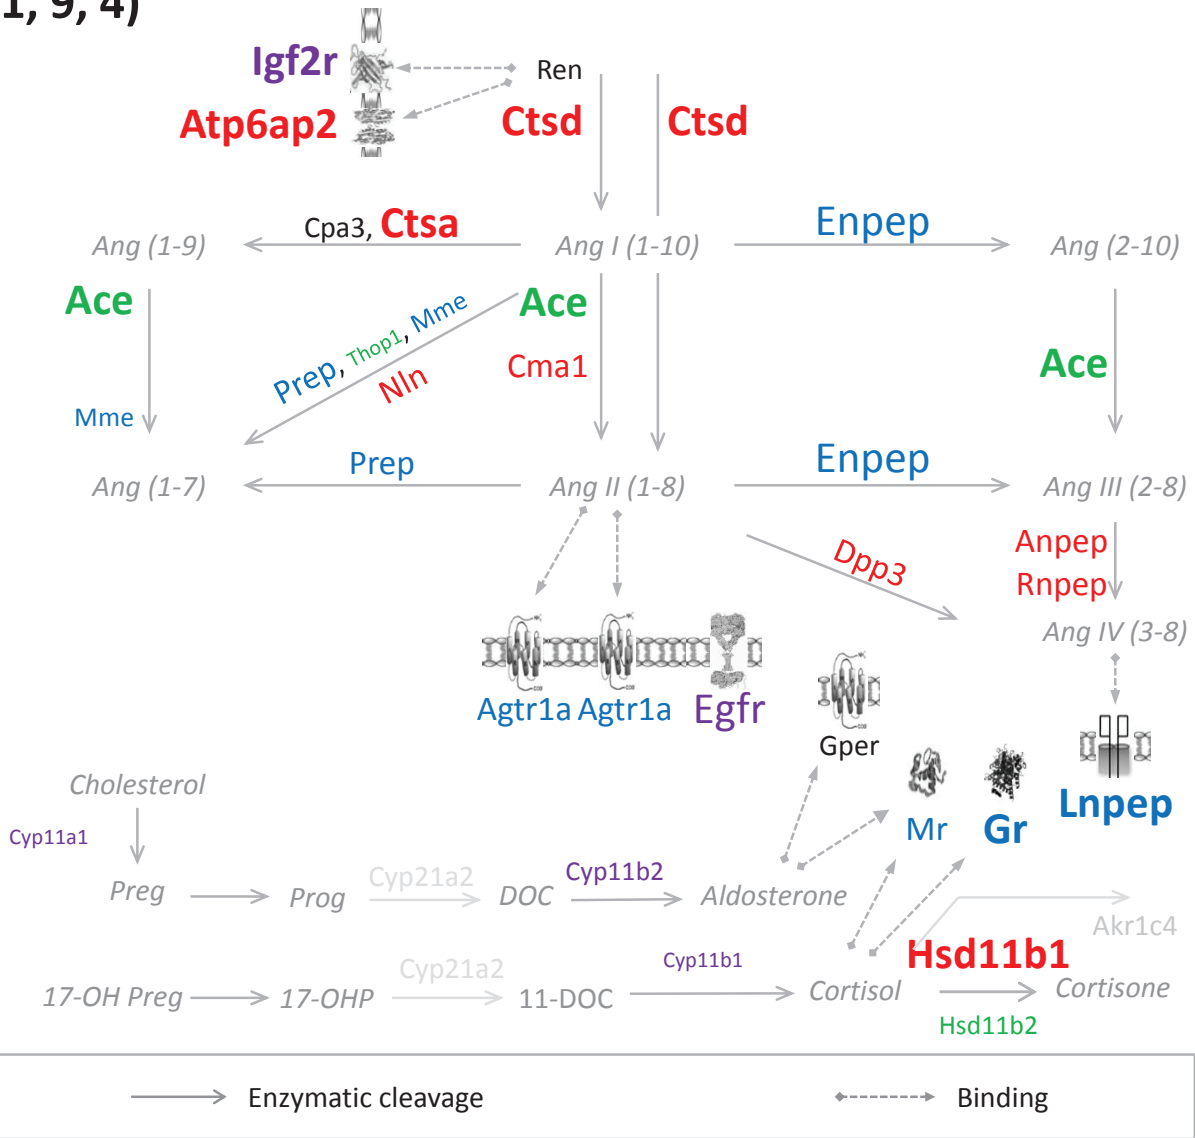 1, 9, 4)
Igf2r
Ren
Atp6ap2
Ctsd
Ctsd
Cpa3, Ctsa
Enpep
Ang (1-9)
Ang I (1-10)
Ang (2-10)
Ace
Ace
Prep, Thop1, Mme
Nln
Cma1
Ace
Mme
Prep
Enpep
Ang (1-7)
Ang II (1-8)
Ang III (2-8)
Dpp3
Anpep
Rnpep
Ang IV (3-8)
Agtr1a Agtr1a Egfr
Gper
Cholesterol
Lnpep
Cyp11a1
Mr
Gr
Preg
Prog
Cyp21a2
DOC
Cyp11b2
Aldosterone
Akr1c4
Hsd11b1
17-OH Preg
17-OHP
Cyp21a2
11-DOC
Cyp11b1
Cortisol
Cortisone
Hsd11b2
Enzymatic cleavage
Binding